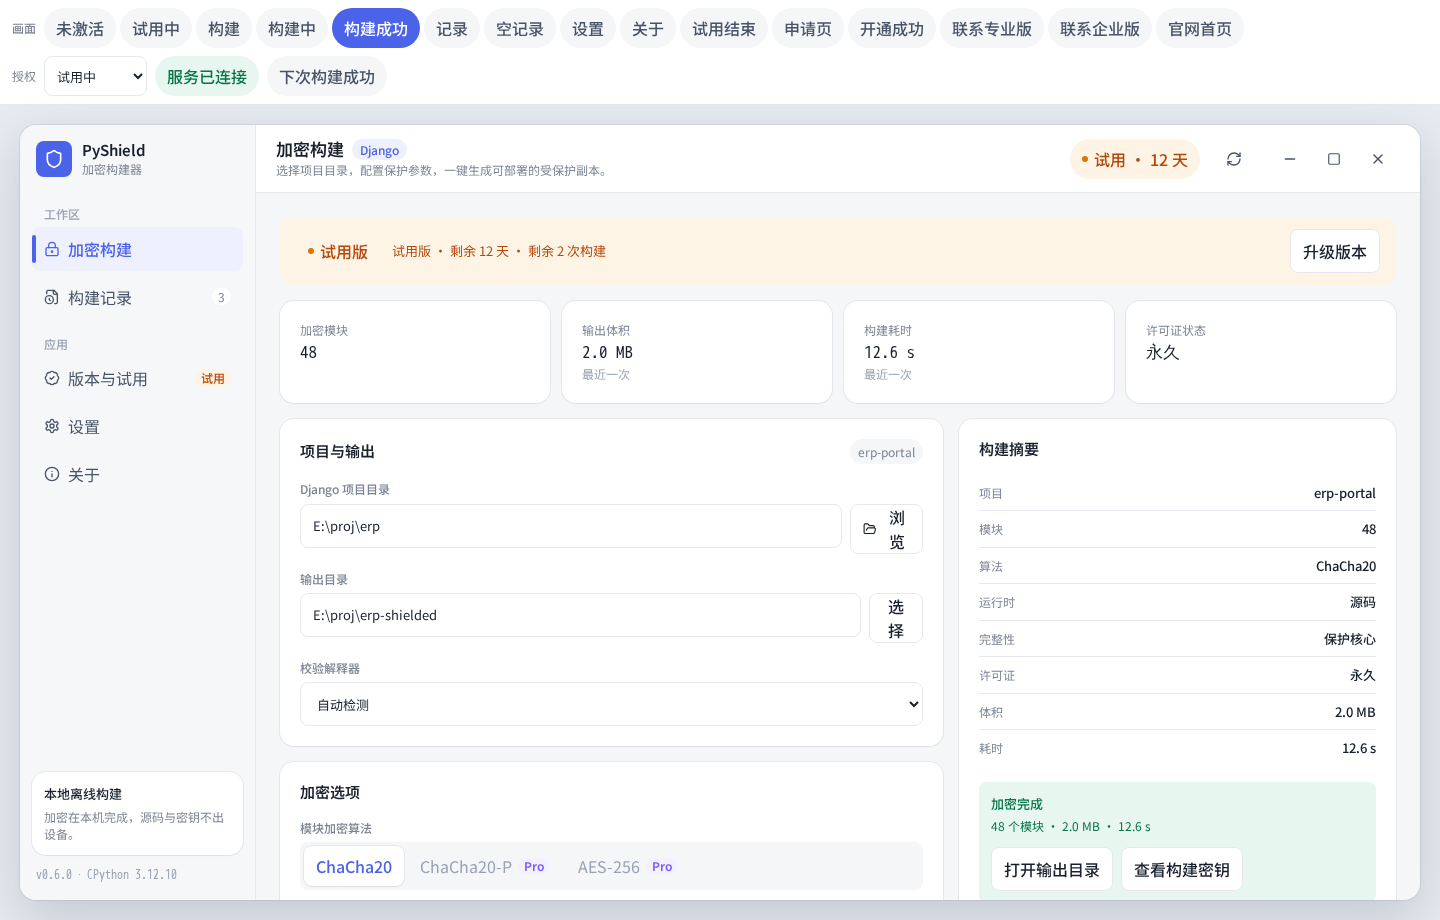 画面 未激活 试用中 构建 构建中 构建成功 记录 空记录 设置 关于 试用结束 申请页 开通成功 联系专业版 联系企业版 官网首页
授权 试用中 服务已连接 下次构建成功
PyShield
加密构建器
工作区
加密构建
构建记录 3
应用
版本与试用 试用
设置
关于
本地离线构建
加密在本机完成，源码与密钥不出
设备。
v0.6.0 · CPython 3.12.10
加密构建 Django
选择项目目录，配置保护参数，一键生成可部署的受保护副本。
试用 · 12 天
试用版 试用版 · 剩余 12 天 · 剩余 2 次构建 升级版本
加密模块
48
输出体积
2.0 MB
最近一次
构建耗时
12.6 s
最近一次
许可证状态
永久
项目与输出 erp-portal
Django 项目目录
E:\proj\erp
浏
览
输出目录
E:\proj\erp-shielded
选
择
校验解释器
自动检测
加密选项
模块加密算法
ChaCha20 ChaCha20-P Pro AES-256 Pro
构建摘要
项目 erp-portal
模块 48
算法 ChaCha20
运行时 源码
完整性 保护核心
许可证 永久
体积 2.0 MB
耗时 12.6 s
加密完成
48 个模块 · 2.0 MB · 12.6 s
打开输出目录 查看构建密钥